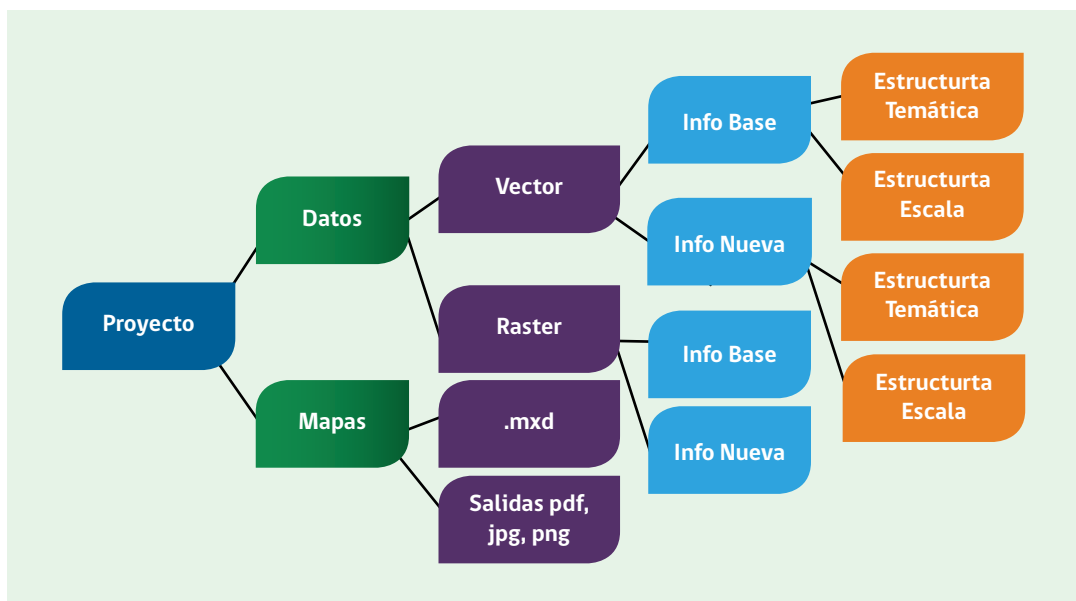 Proyecto
Datos
Mapas
Vector
Raster
.mxd
Salidas pdf,
jpg, png
Info Base
Info Nueva
Info Base
Info Nueva
Estructurta
Temática
Estructurta
Escala
Estructurta
Temática
Estructurta
Escala